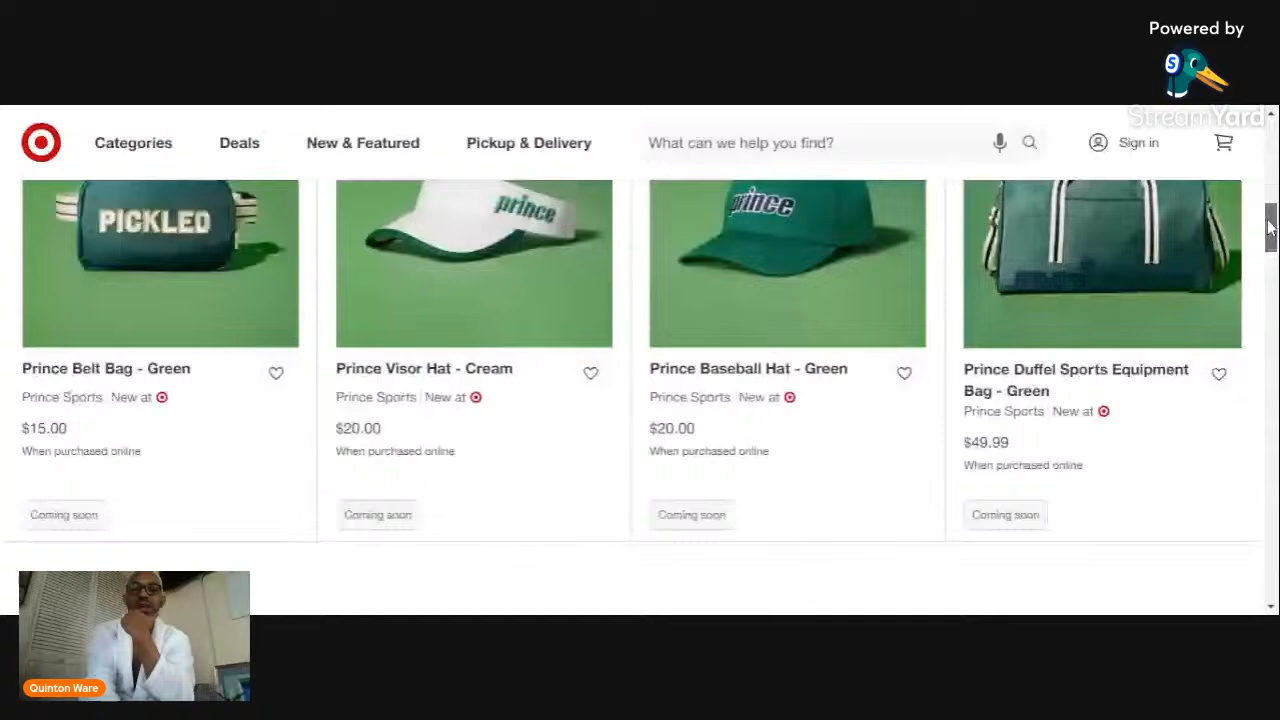 Powered by
S
StreamYard
Categories
Deals
New & Featured
Pickup & Delivery
What can we help you find?
Sign in
PICKLED
prince
prince
Prince Belt Bag - Green
Prince Sports New at
$15.00
When purchased online
Coming soon
Prince Visor Hat - Cream
Prince Sports New at
$20.00
When purchased online
Coming soon
Prince Baseball Hat - Green
Prince Sports New at
$20.00
When purchased online
Coming soon
Prince Duffel Sports Equipment
Bag - Green
Prince Sports New at
$49.99
When purchased online
Coming soon
Quinton Ware